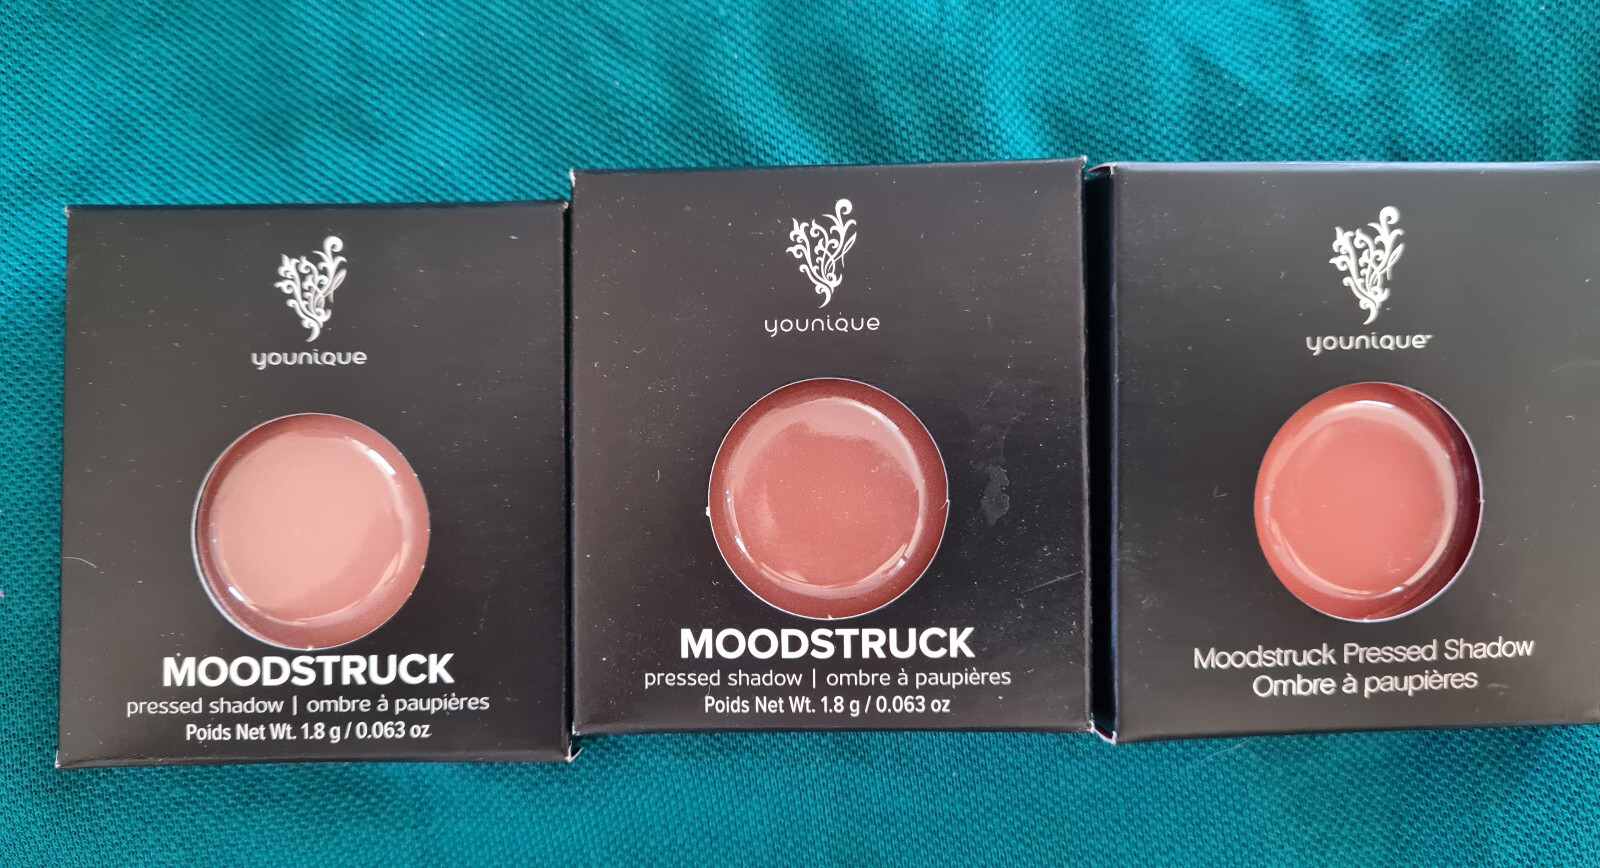 younique
MOODSTRUCK
pressed shadow | ombre à paupières
Poids Net Wt. 1.8 g / 0.063 oz
younique
MOODSTRUCK
pressed shadow | ombre à paupières
Poids Net Wt. 1.8 g / 0.063 oz
younique™
Moodstruck Pressed Shadow
Ombre à paupières